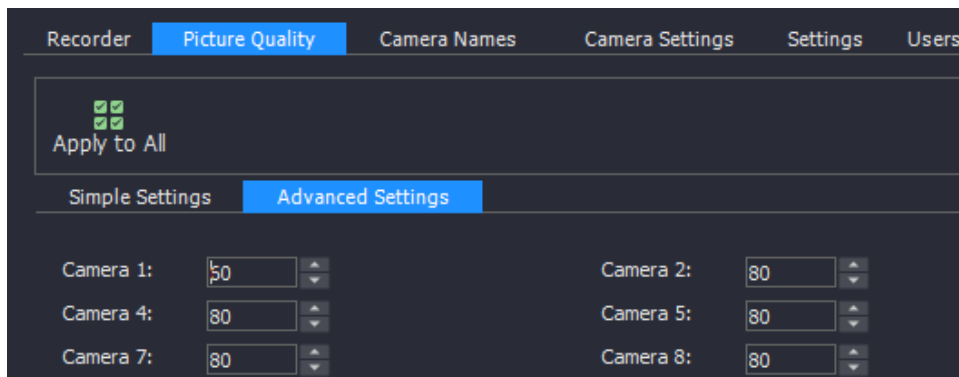 Recorder Picture Quality Camera Names Camera Settings Settings Users
Apply to All
Simple Settings Advanced Settings
Camera 1: 50 Camera 2: 80
Camera 4: 80 Camera 5: 80
Camera 7: 80 Camera 8: 80